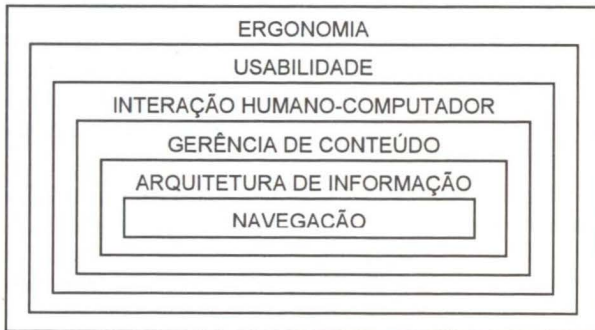 ERGONOMIA
USABILIDADE
INTERAÇÃO HUMANO-COMPUTADOR
GERÊNCIA DE CONTEÚDO
ARQUITETURA DE INFORMAÇÃO
NAVEGAÇÃO